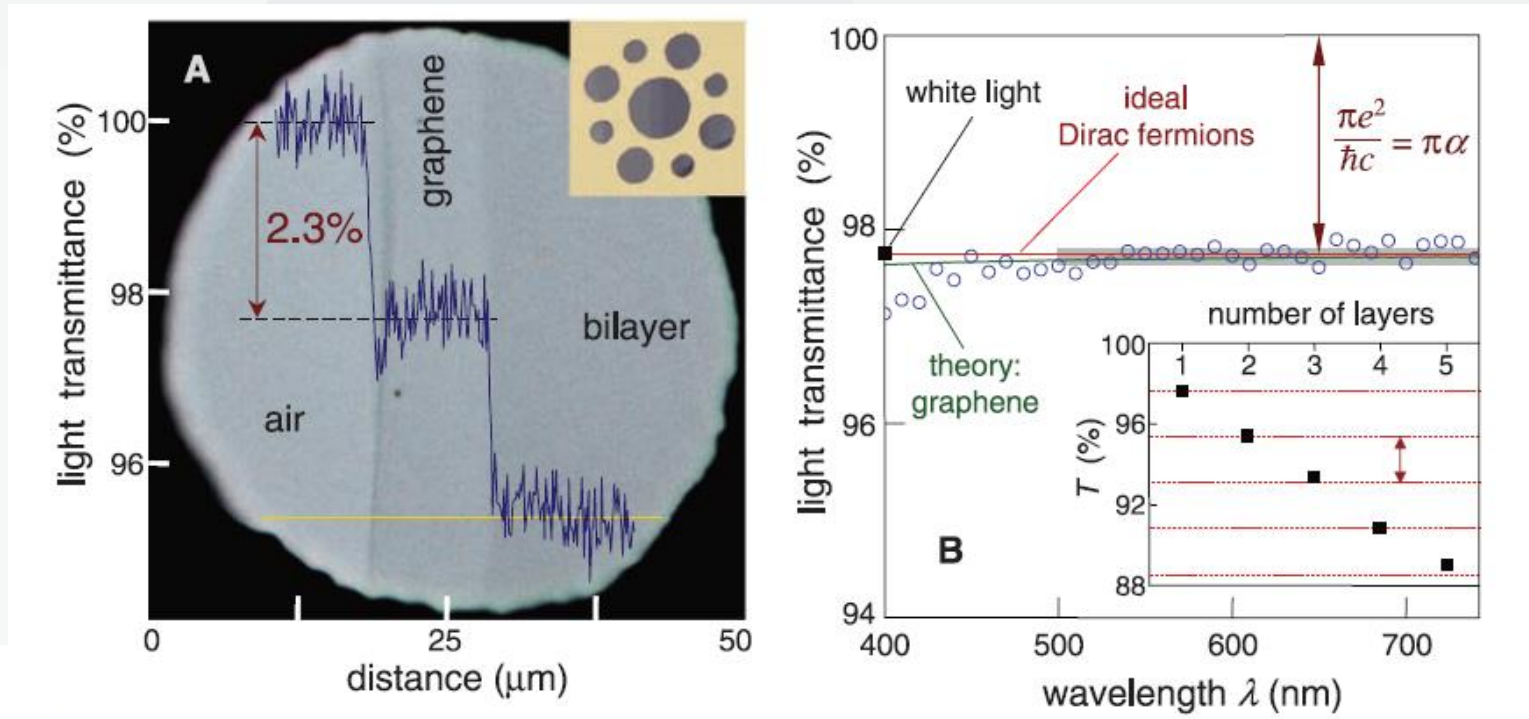 A
light transmittance (%)
100
98
96
2.3%
graphene
air
bilayer
0
25
50
distance (μm)
100
98
96
94
light transmittance (%)
white light
ideal
Dirac fermions
πe²/ħc = πα
theory:
graphene
B
number of layers
1 2 3 4 5
100
96
92
88
T (%)
400 500 600 700
wavelength λ (nm)